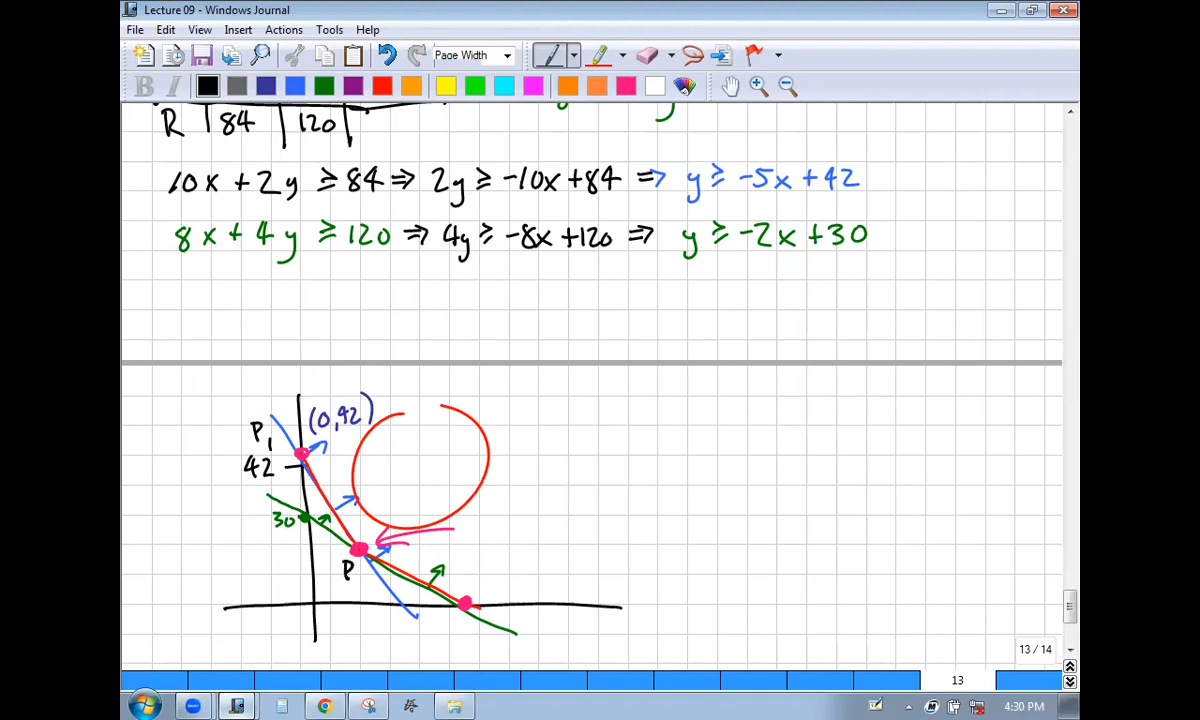 Lecture 09 - Windows Journal
File Edit View Insert Actions Tools Help
Page Width
B I
R 84 120
10x + 2y ≥ 84 ⇒ 2y ≥ -10x + 84 ⇒ y ≥ -5x + 42
8x + 4y ≥ 120 ⇒ 4y ≥ -8x + 120 ⇒ y ≥ -2x + 30
(0,42)
P1
42
30
P
13 / 14
13
4:30 PM